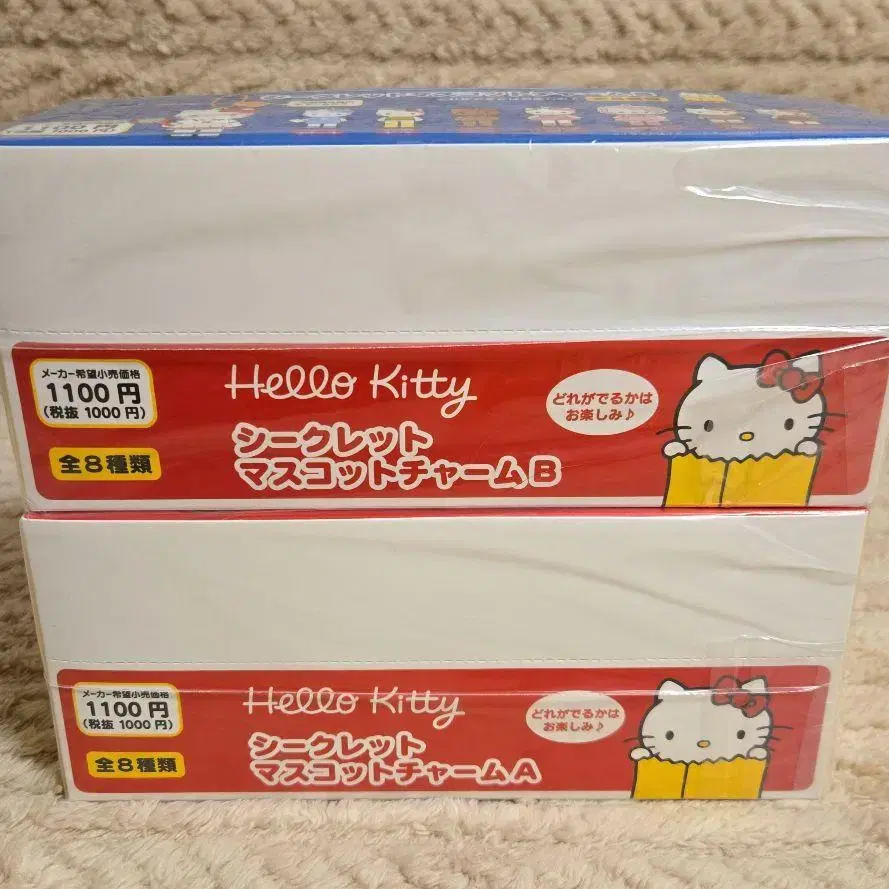 メーカー希望小売価格
1100円
(税抜 1000円)
全8種類
Hello Kitty
シークレット
マスコットチャームB
どれがでるかは
お楽しみ♪
メーカー希望小売価格
1100円
(税抜 1000円)
全8種類
Hello Kitty
シークレット
マスコットチャームA
どれがでるかは
お楽しみ♪